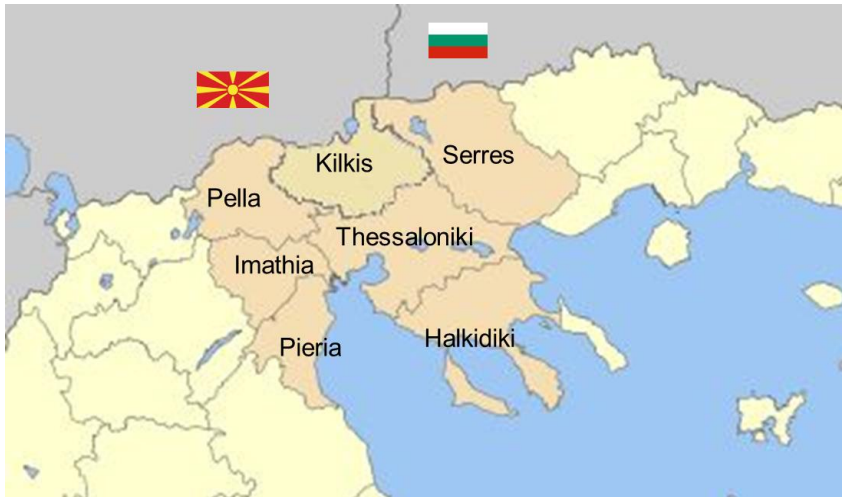 Kilkis
Serres
Pella
Thessaloniki
Imathia
Halkidiki
Pieria